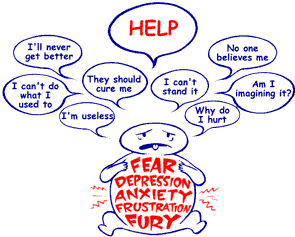 HELP
I'll never
get better
No one
believes me
They should
cure me
I can't
stand it
I can't do
what I
used to
Am I
imagining it?
I'm useless
Why do
I hurt
FEAR
DEPRESSION
ANXIETY
FRUSTRATION
FURY